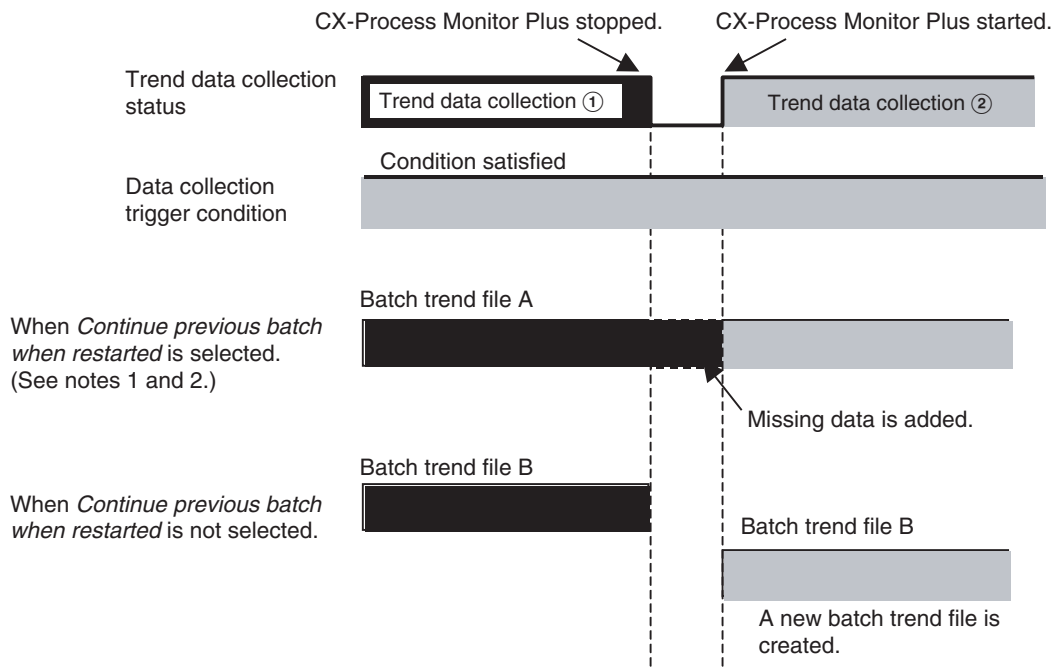 CX-Process Monitor Plus stopped.
CX-Process Monitor Plus started.
Trend data collection
status
Trend data collection ①
Trend data collection ②
Condition satisfied
Data collection
trigger condition
Batch trend file A
When Continue previous batch
when restarted is selected.
(See notes 1 and 2.)
Missing data is added.
Batch trend file B
When Continue previous batch
when restarted is not selected.
Batch trend file B
A new batch trend file is
created.